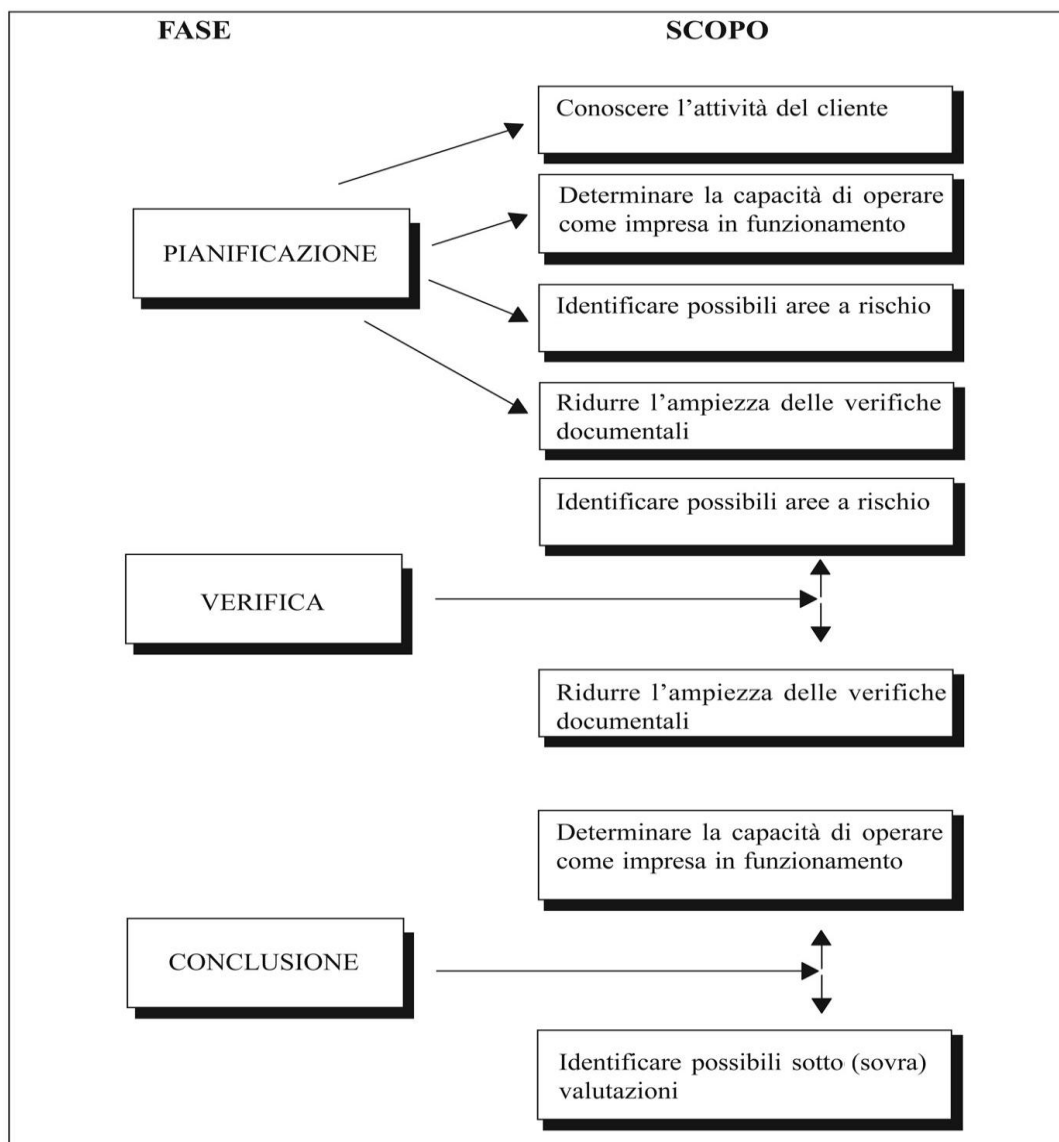 FASE SCOPO
Conoscere l’attività del cliente
Determinare la capacità di operare
come impresa in funzionamento
PIANIFICAZIONE
Identificare possibili aree a rischio
Ridurre l’ampiezza delle verifiche
documentali
Identificare possibili aree a rischio
VERIFICA
Ridurre l’ampiezza delle verifiche
documentali
Determinare la capacità di operare
come impresa in funzionamento
CONCLUSIONE
Identificare possibili sotto (sovra)
valutazioni